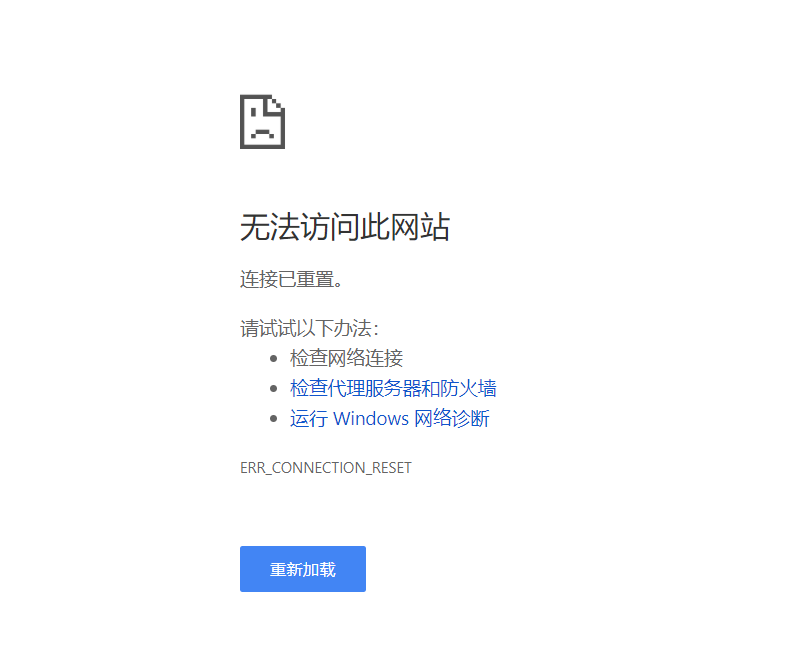 无法访问此网站
连接已重置。
请试试以下办法：
检查网络连接
检查代理服务器和防火墙
运行 Windows 网络诊断
ERR_CONNECTION_RESET
重新加载